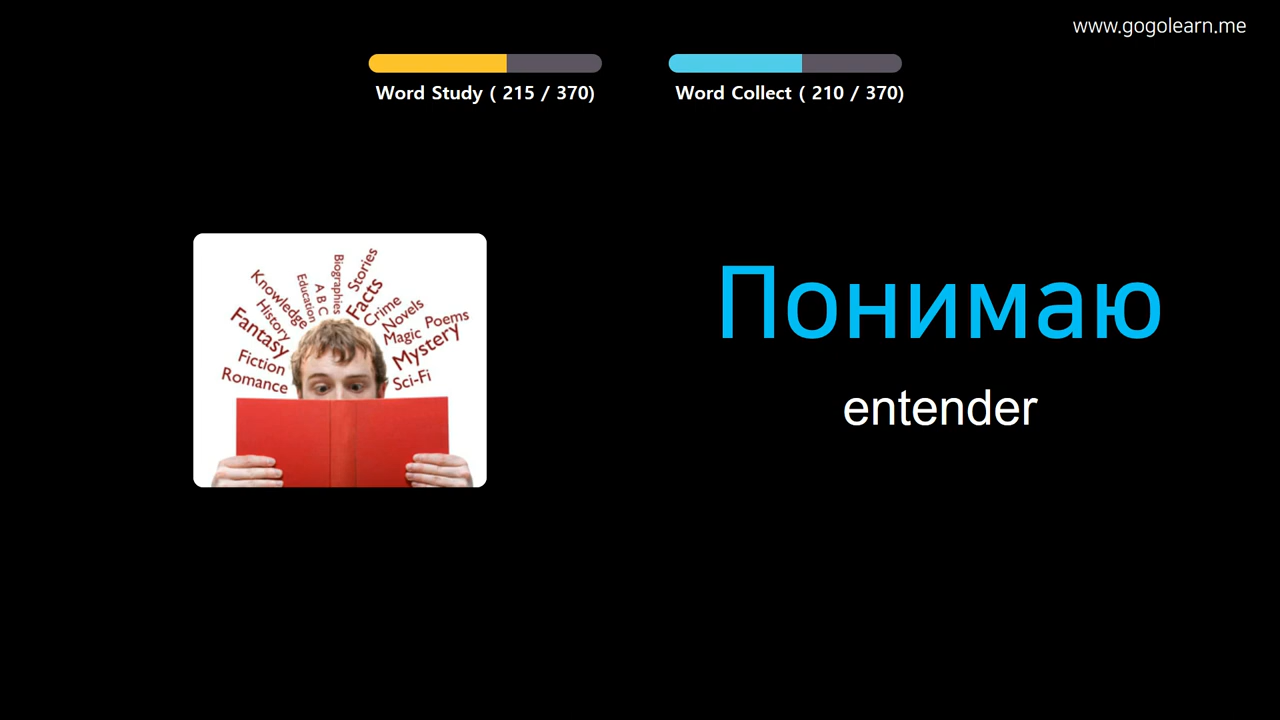 www.gogolearn.me
Word Study ( 215 / 370)
Word Collect ( 210 / 370)
Knowledge
History
Fantasy
Fiction
Romance
Education
A B C
Biographies
Stories
Facts
Crime
Novels
Magic
Poems
Mystery
Sci-Fi
Понимаю
entender